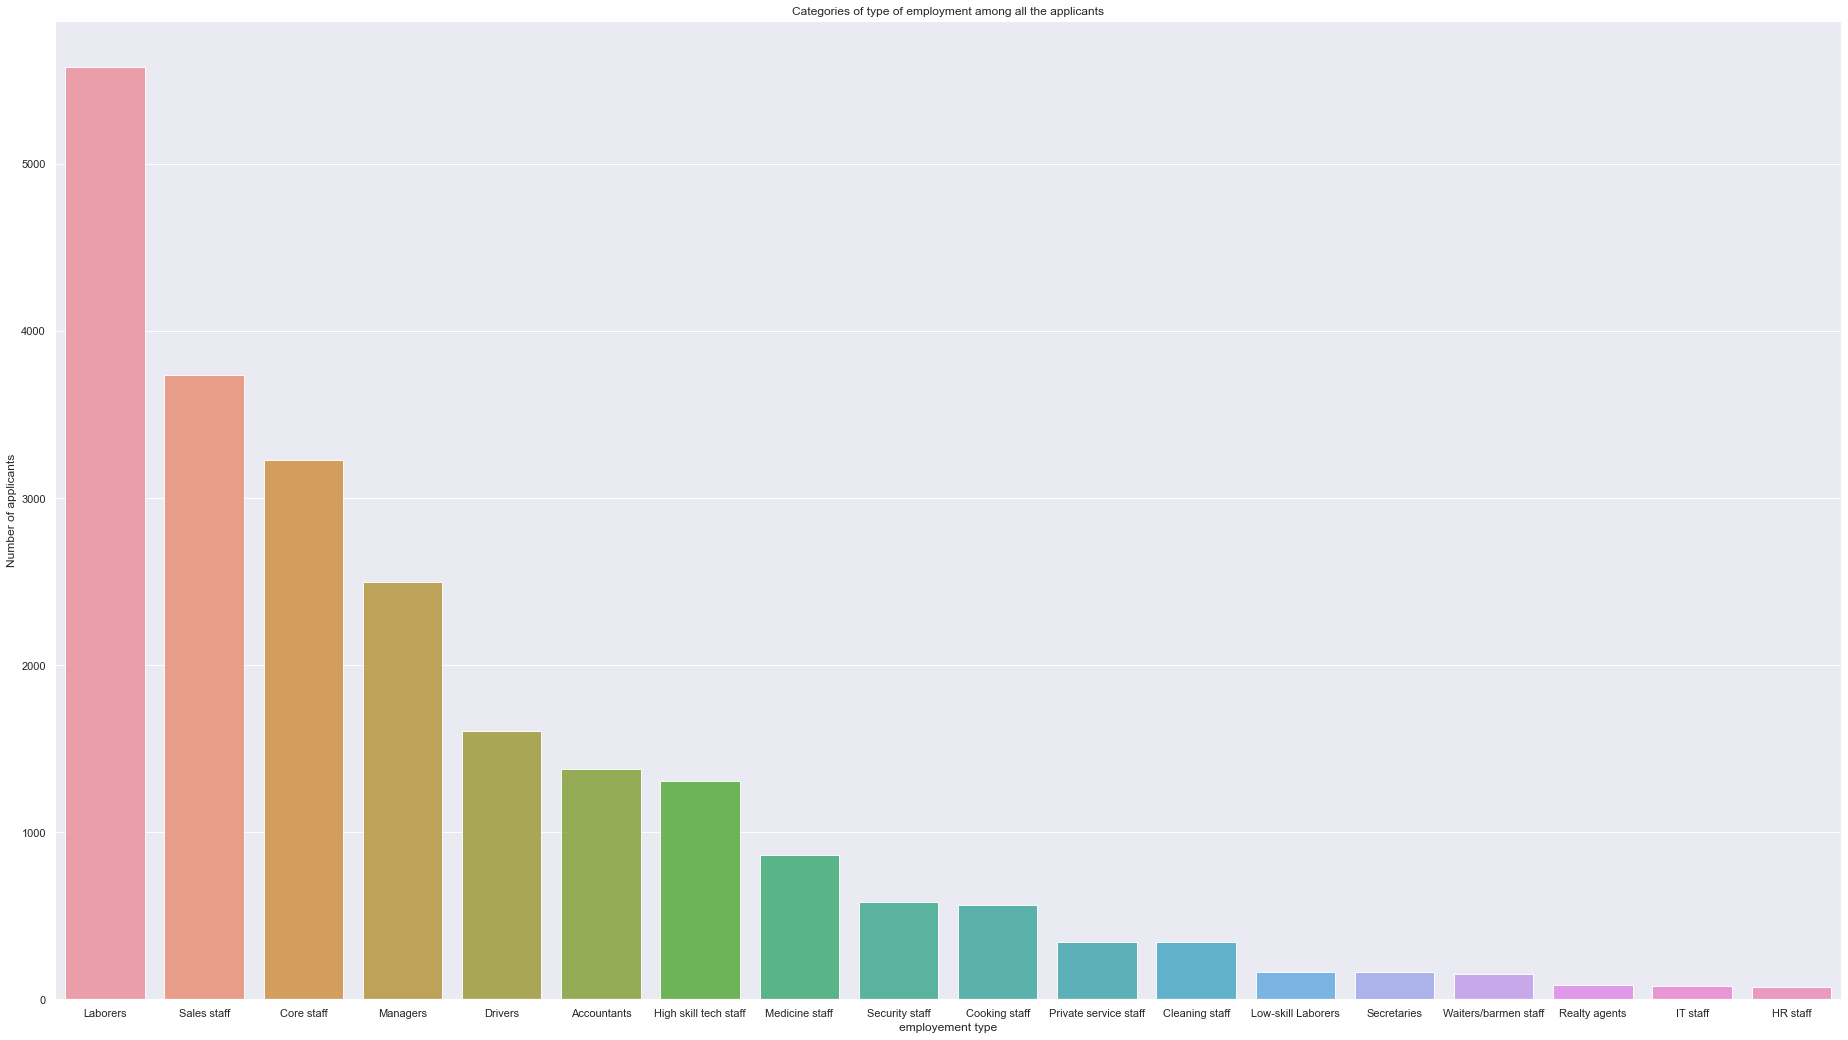 Categories of type of employment among all the applicants
Number of applicants
5000
4000
3000
2000
1000
0
Laborers
Sales staff
Core staff
Managers
Drivers
Accountants
High skill tech staff
Medicine staff
Security staff
Cooking staff
Private service staff
Cleaning staff
Low-skill Laborers
Secretaries
Waiters/barmen staff
Realty agents
IT staff
HR staff
employement type